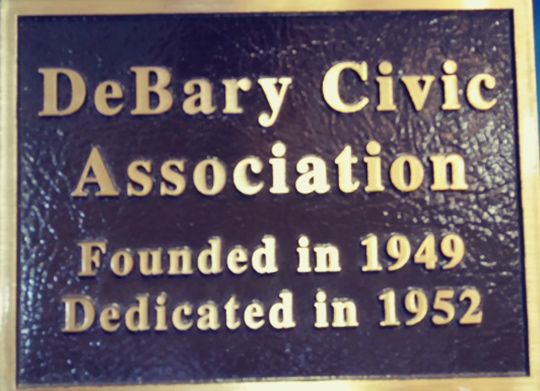 DeBary Civic
Association
Founded in 1949
Dedicated in 1952